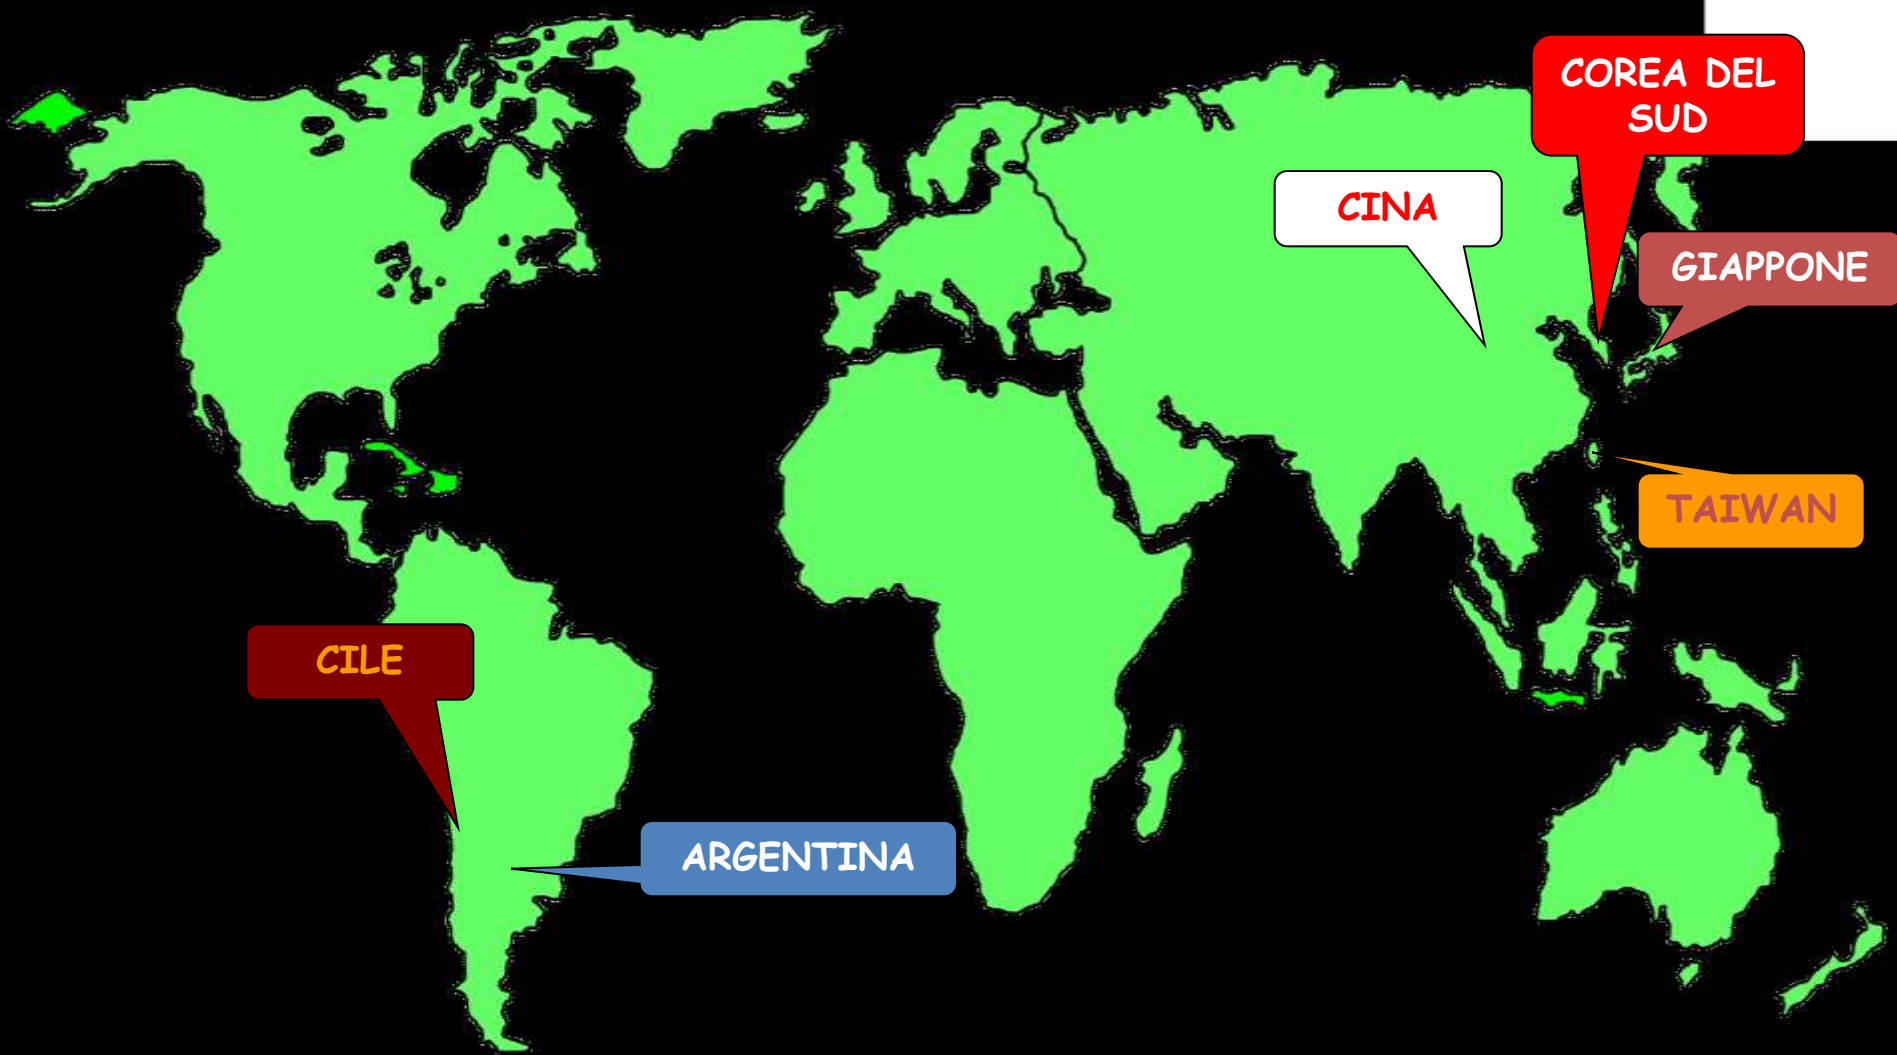 COREA DEL
SUD
CINA
GIAPPONE
TAIWAN
CILE
ARGENTINA